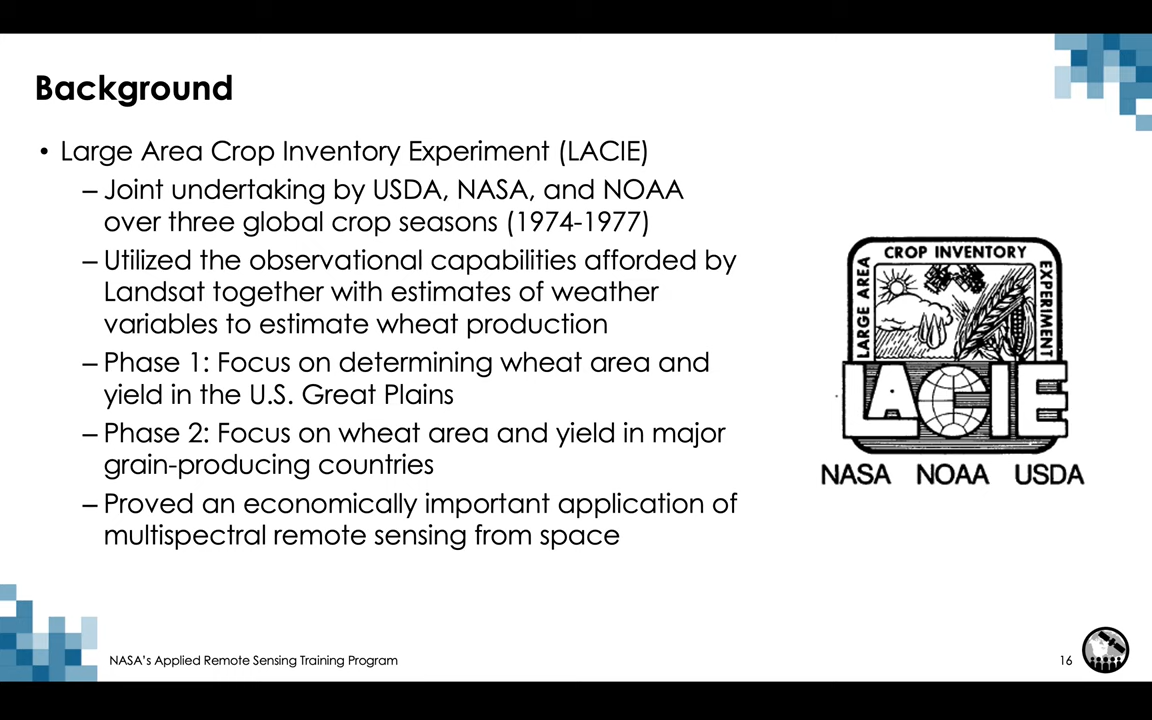 Background
• Large Area Crop Inventory Experiment (LACIE)
– Joint undertaking by USDA, NASA, and NOAA
over three global crop seasons (1974-1977)
– Utilized the observational capabilities afforded by
Landsat together with estimates of weather
variables to estimate wheat production
– Phase 1: Focus on determining wheat area and
yield in the U.S. Great Plains
– Phase 2: Focus on wheat area and yield in major
grain-producing countries
– Proved an economically important application of
multispectral remote sensing from space
LARGE AREA
CROP INVENTORY
EXPERIMENT
LACIE
NASA NOAA USDA
NASA's Applied Remote Sensing Training Program
16